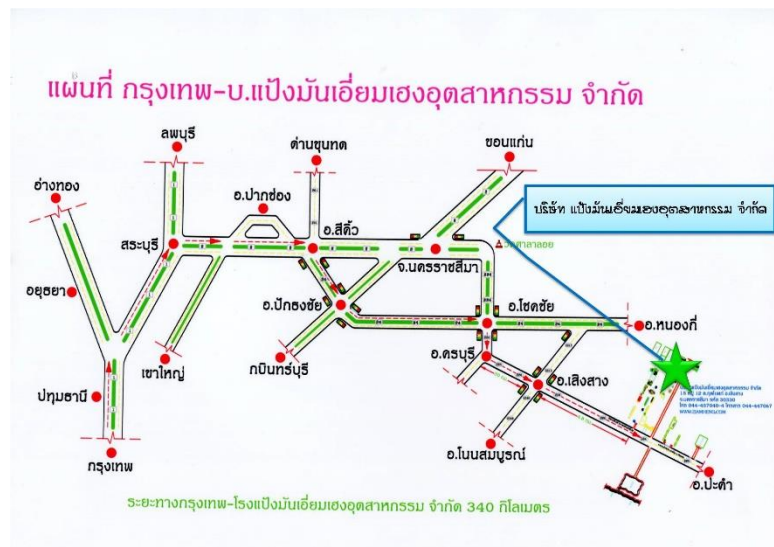 แผนที่ กรุงเทพ-บ.แป้งมันเอี่ยมเฮงอุตสาหกรรม จำกัด
ลพบุรี
ด่านขุนทด
ขอนแก่น
อ่างทอง
อ.ปากช่อง
บริษัท แป้งมันเอี่ยมเฮงอุตสาหกรรม จำกัด
สระบุรี
อ.สีคิ้ว
จ.นครราชสีมา
อยุธยา
อ.ปักธงชัย
อ.โชคชัย
อ.หนองกี่
เขาใหญ่
กบินทร์บุรี
อ.ครบุรี
อ.เสิงสาง
ปทุมธานี
WWW.EIAMHENG.COM
กรุงเทพ
อ.โนนสมบูรณ์
อ.ปะคำ
ระยะทางกรุงเทพ-โรงแป้งมันเอี่ยมเฮงอุตสาหกรรม จำกัด 340 กิโลเมตร